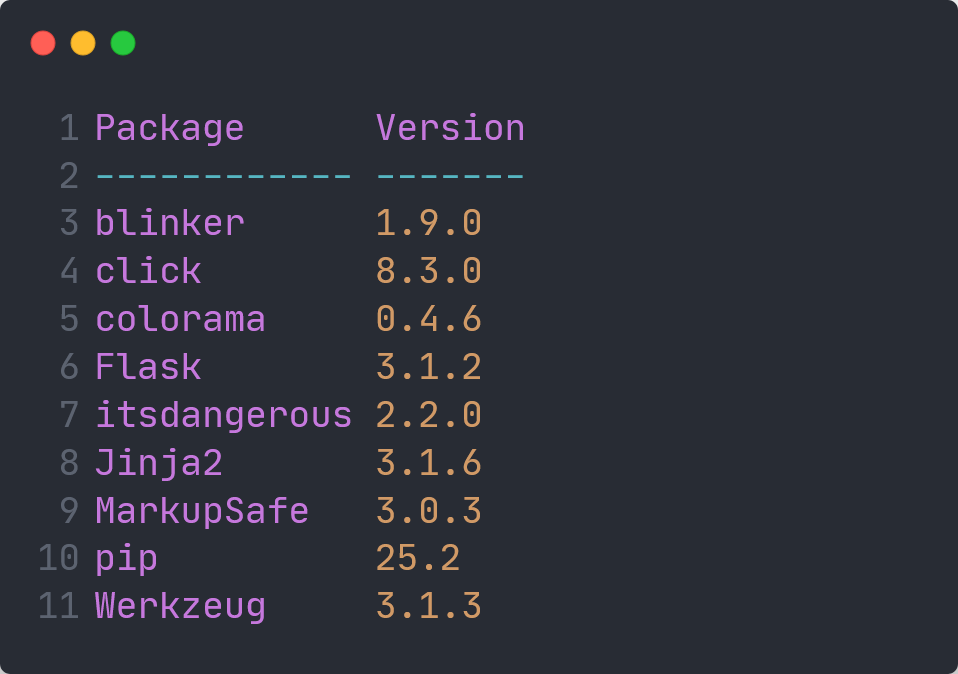 1 Package      Version
2 ------------ -------
3 blinker      1.9.0
4 click        8.3.0
5 colorama     0.4.6
6 Flask        3.1.2
7 itsdangerous 2.2.0
8 Jinja2       3.1.6
9 MarkupSafe   3.0.3
10 pip          25.2
11 Werkzeug     3.1.3